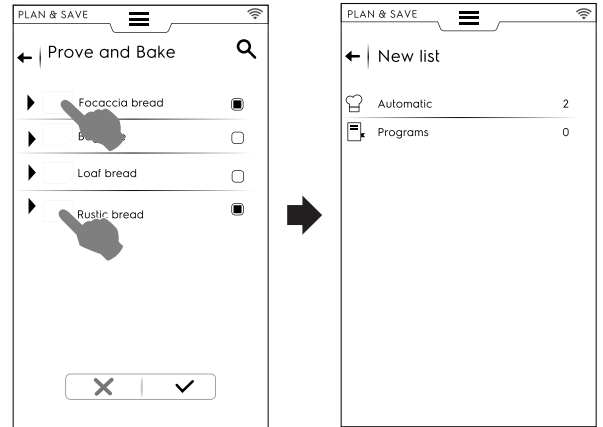 PLAN & SAVE
Prove and Bake
Focaccia bread
Loaf bread
Rustic bread
PLAN & SAVE
New list
Automatic 2
Programs 0